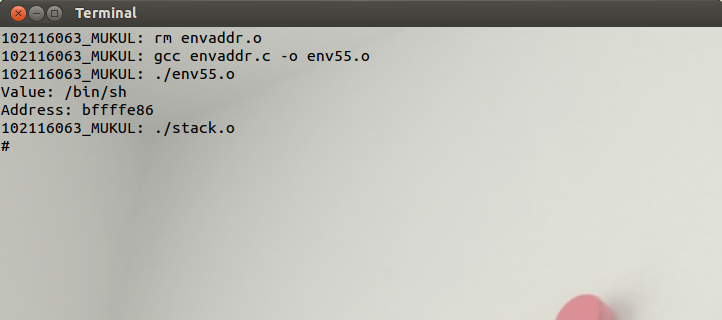 Terminal
102116063_MUKUL: rm envaddr.o
102116063_MUKUL: gcc envaddr.c -o env55.o
102116063_MUKUL: ./env55.o
Value: /bin/sh
Address: bffffe86
102116063_MUKUL: ./stack.o
#